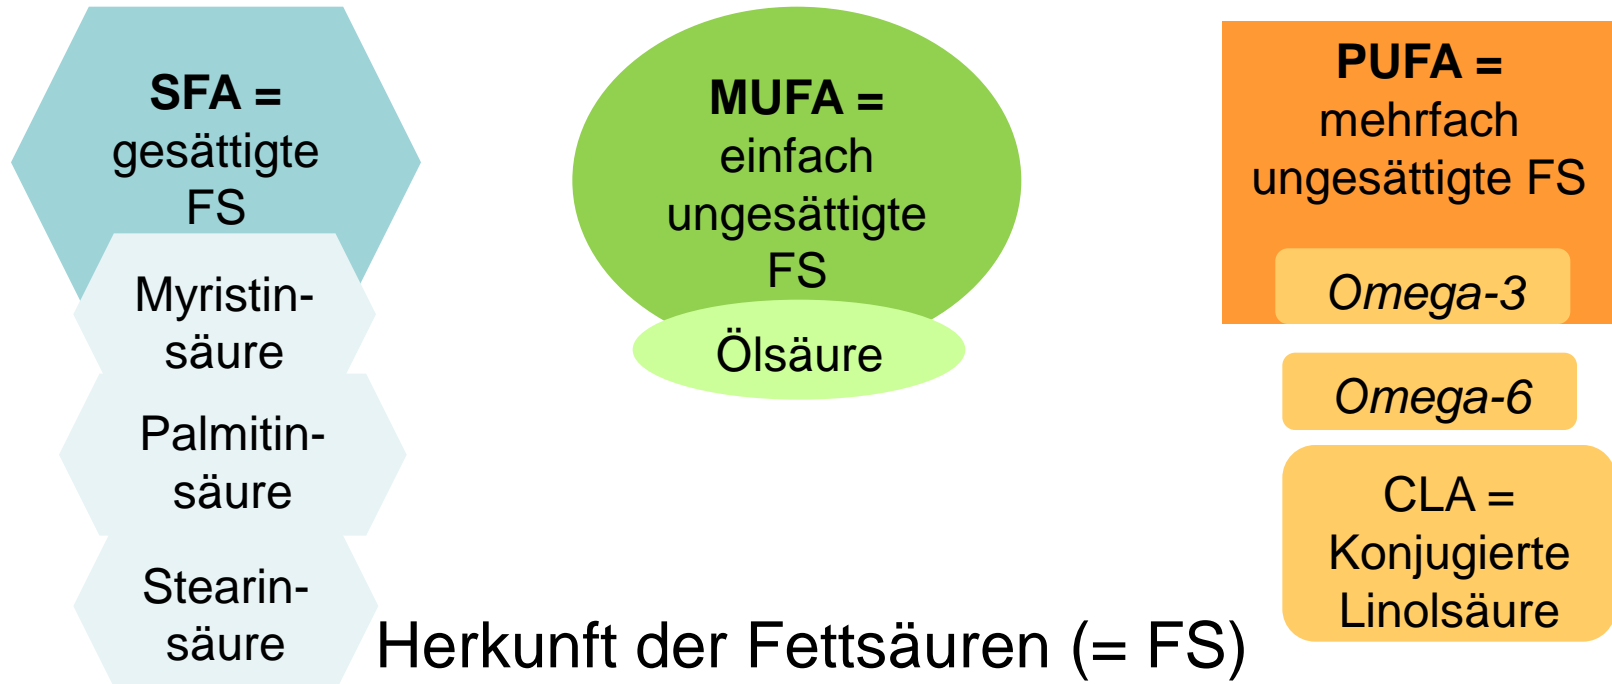 SFA =
gesättigte
FS
Myristin-
säure
Palmitin-
säure
Stearin-
säure
MUFA =
einfach
ungesättigte
FS
Ölsäure
PUFA =
mehrfach
ungesättigte FS
Omega-3
Omega-6
CLA =
Konjugierte
Linolsäure
Herkunft der Fettsäuren (= FS)